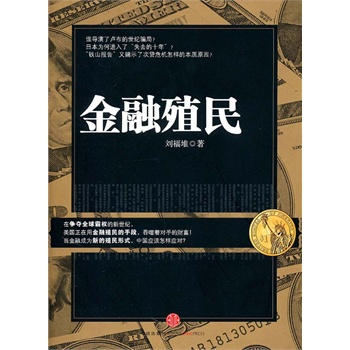 谁导演了卢布的世纪骗局？
日本为何进入了“失去的十年”？
“铁山报告”又揭示了次贷危机怎样的本质原因？
金融殖民
刘福堆◎著
在争夺全球霸权的新世纪，
美国正在用金融殖民的手段，吞噬着对手的财富！
当金融成为新的殖民形式，中国应该怎样应对？
81305018